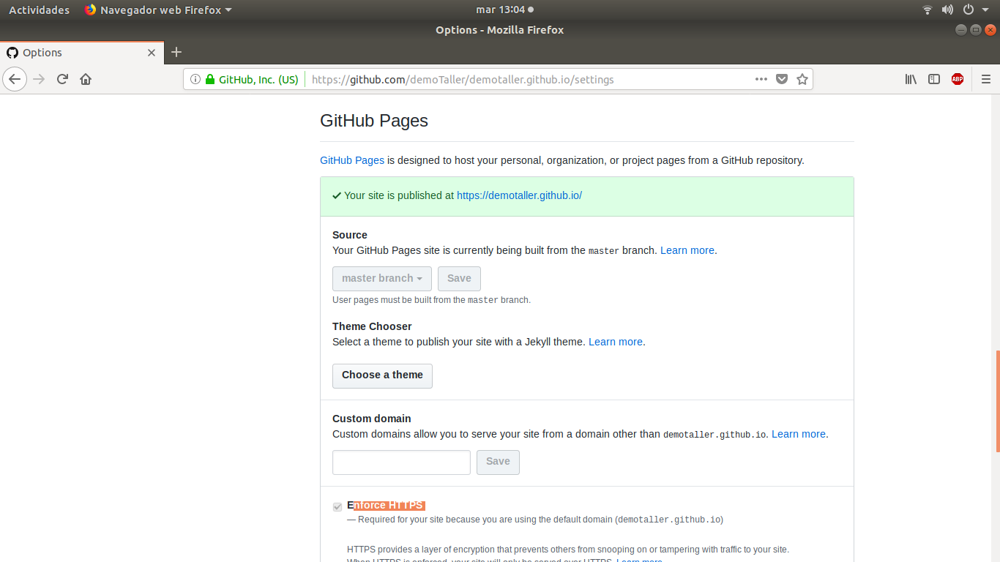 Actividades Navegador web Firefox mar 13:04
Options - Mozilla Firefox
Options
GitHub, Inc. (US) https://github.com/demoTaller/demotaller.github.io/settings
ABP
GitHub Pages
GitHub Pages is designed to host your personal, organization, or project pages from a GitHub repository.
Your site is published at https://demotaller.github.io/
Source
Your GitHub Pages site is currently being built from the master branch. Learn more.
master branch Save
User pages must be built from the master branch.
Theme Chooser
Select a theme to publish your site with a Jekyll theme. Learn more.
Choose a theme
Custom domain
Custom domains allow you to serve your site from a domain other than demotaller.github.io. Learn more.
Save
Enforce HTTPS
— Required for your site because you are using the default domain (demotaller.github.io)
HTTPS provides a layer of encryption that prevents others from snooping on or tampering with traffic to your site.
When HTTPS is enforced, your site will only be served over HTTPS. Learn more.